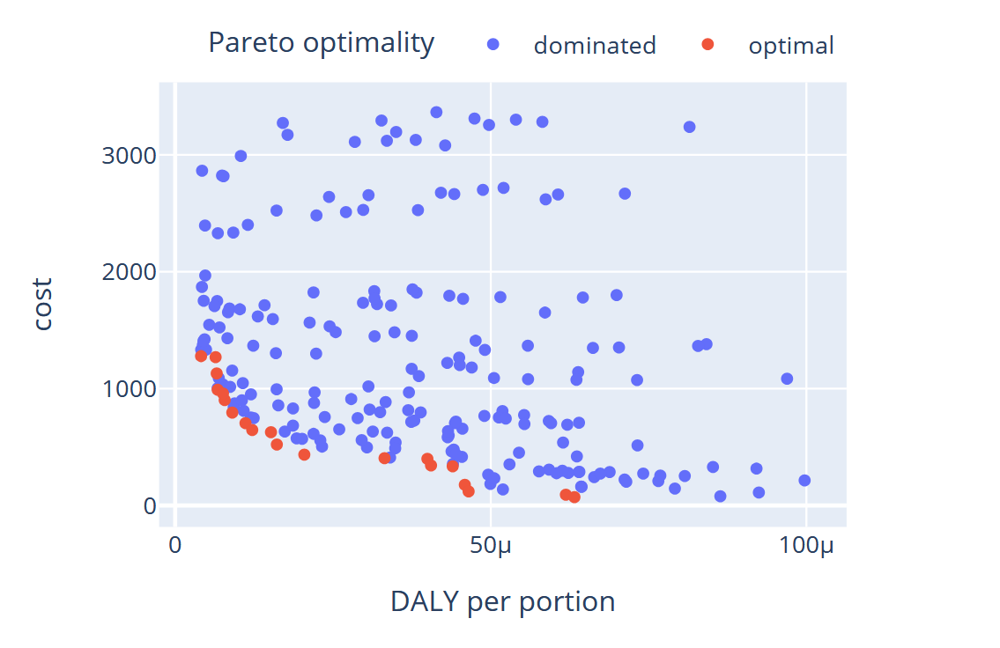 Pareto optimality dominated optimal
3000
2000
1000
0
cost
0 50μ 100μ
DALY per portion